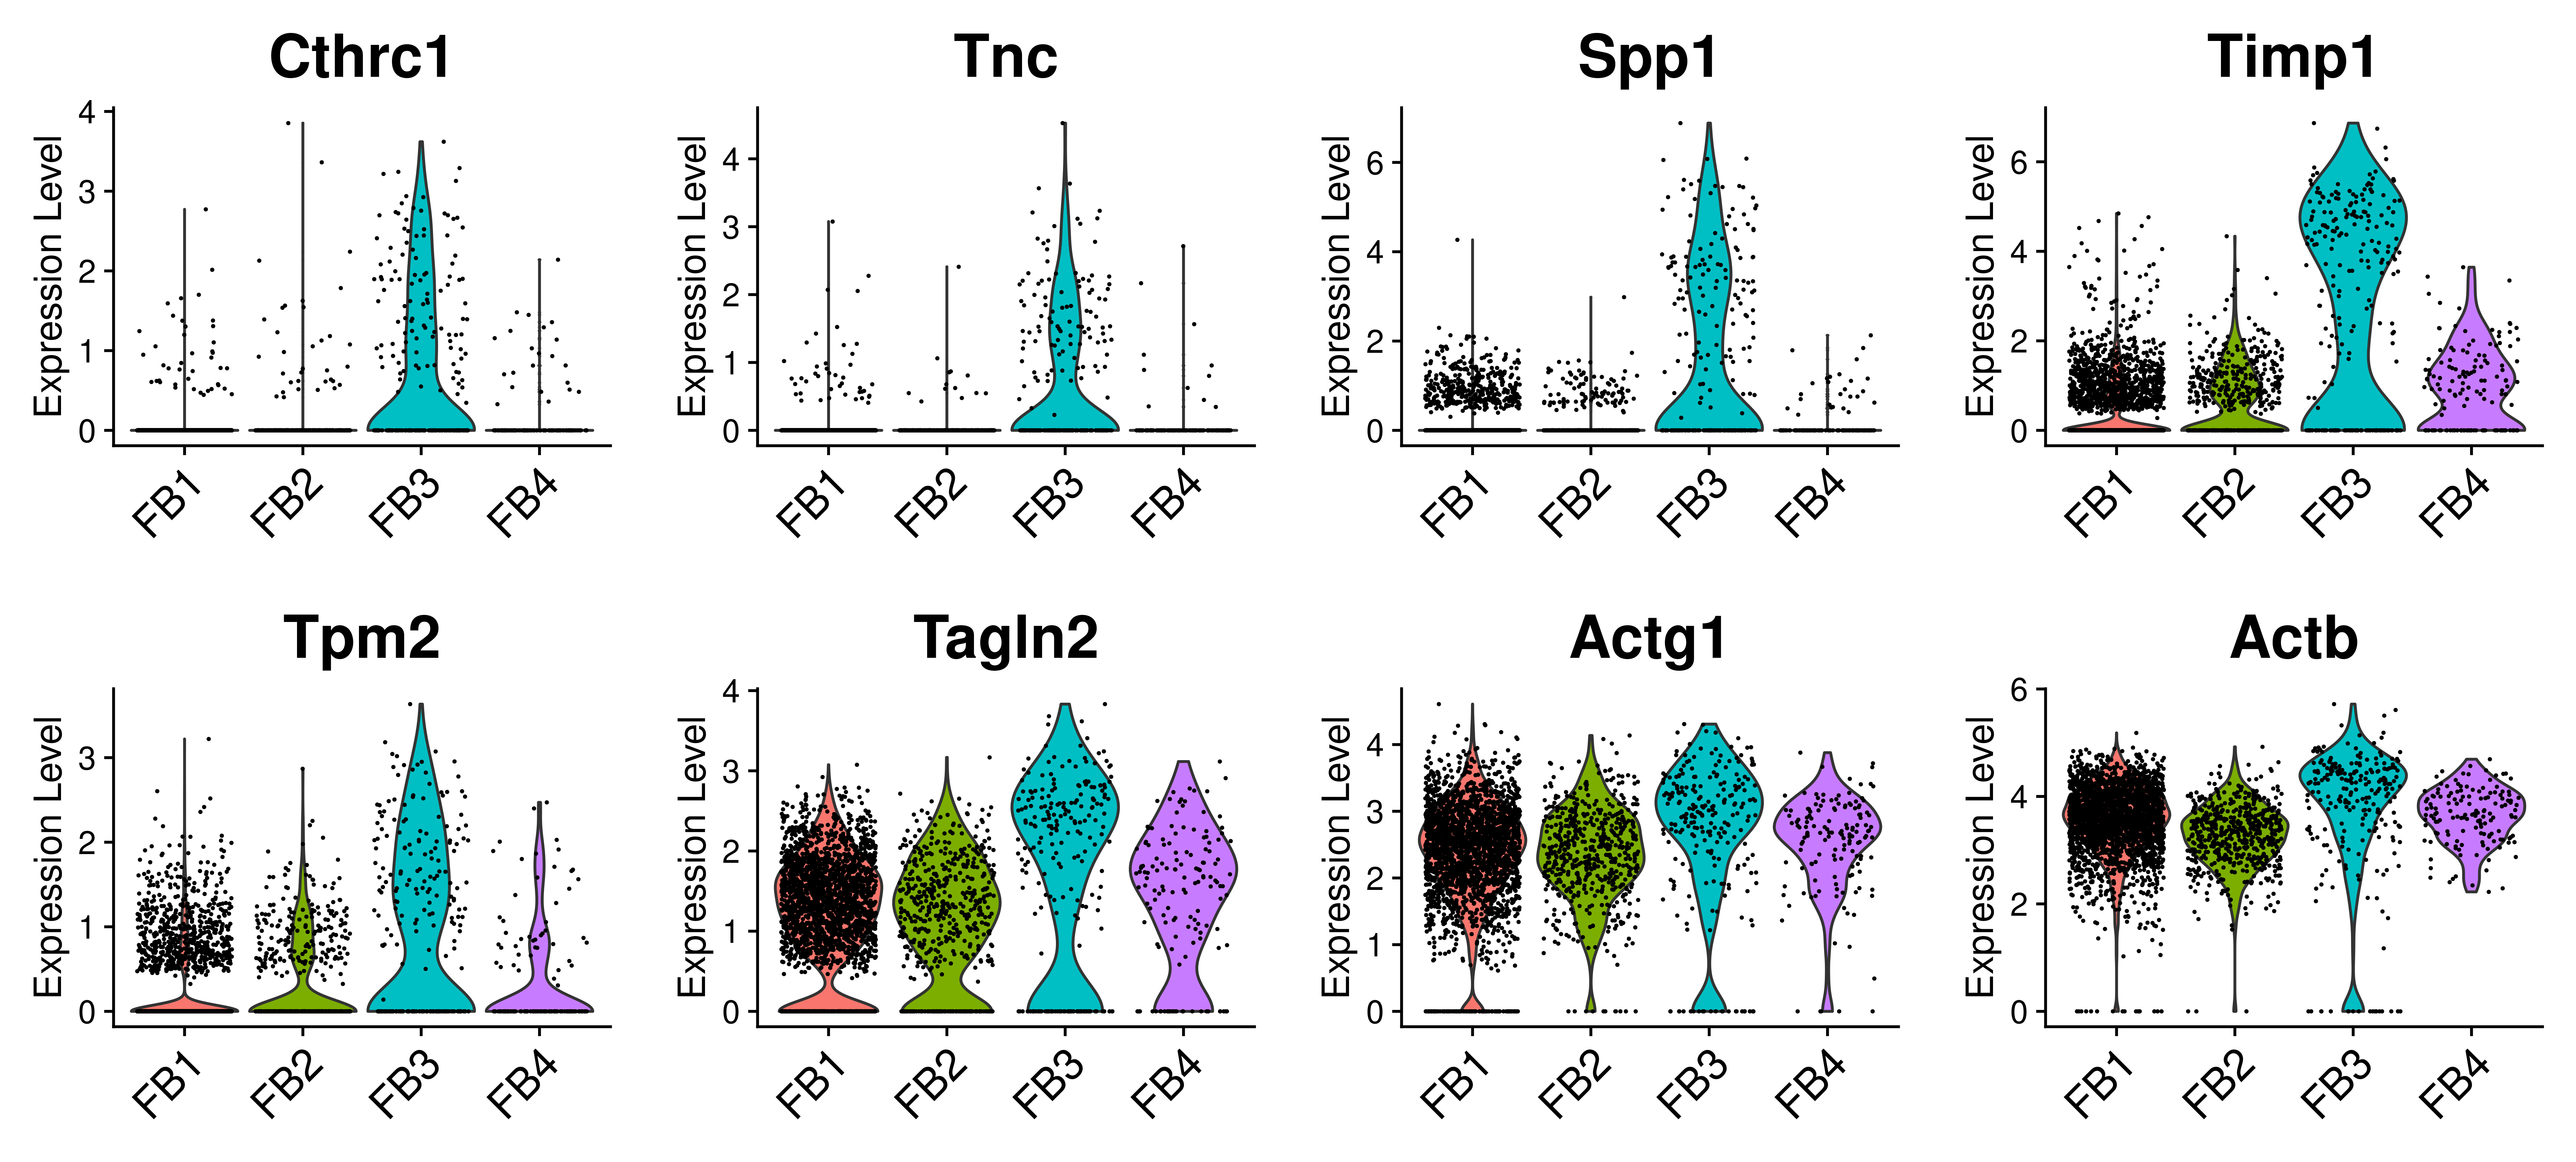 Cthrc1 Tnc Spp1 Timp1
Expression Level 4 3 2 1 0 Expression Level 4 3 2 1 0 Expression Level 6 4 2 0 Expression Level 6 4 2 0
FB1 FB2 FB3 FB4 FB1 FB2 FB3 FB4 FB1 FB2 FB3 FB4 FB1 FB2 FB3 FB4
Tpm2 Tagln2 Actg1 Actb
Expression Level 3 2 1 0 Expression Level 4 3 2 1 0 Expression Level 4 3 2 1 0 Expression Level 6 4 2 0
FB1 FB2 FB3 FB4 FB1 FB2 FB3 FB4 FB1 FB2 FB3 FB4 FB1 FB2 FB3 FB4